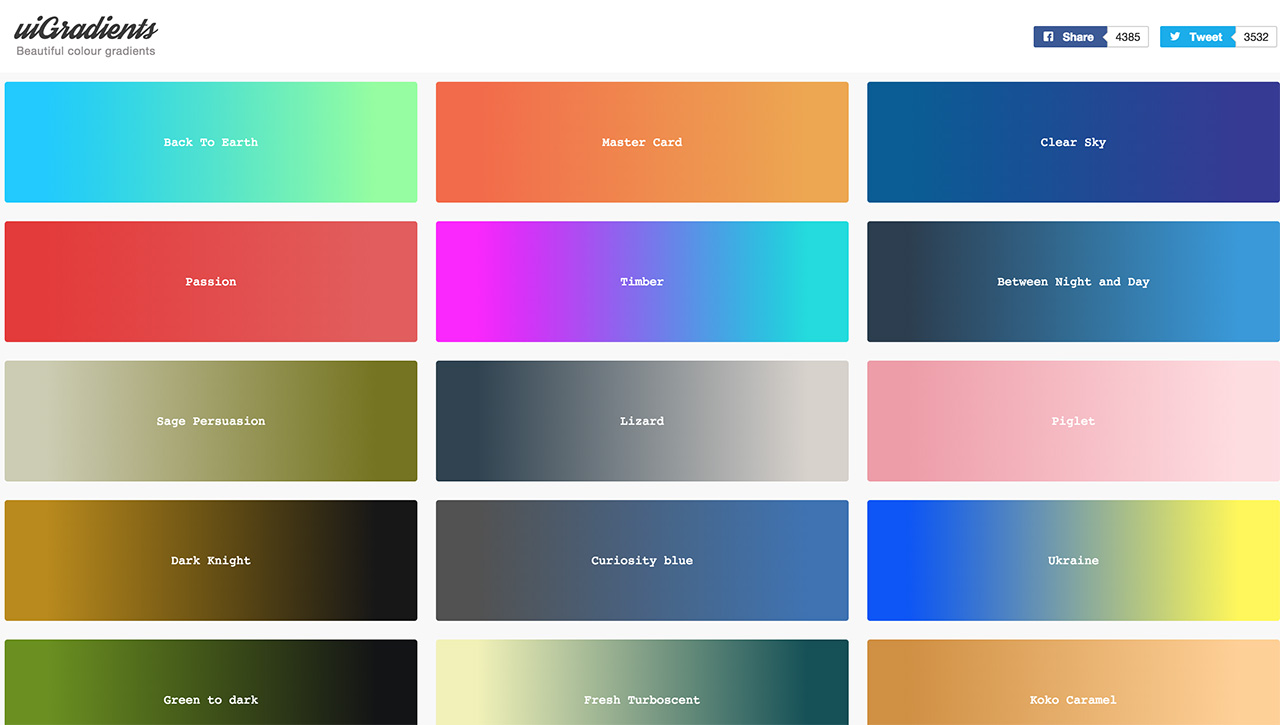 uiGradients
Beautiful colour gradients
Share 4385 Tweet 3532
Back To Earth
Master Card
Clear Sky
Passion
Timber
Between Night and Day
Sage Persuasion
Lizard
Piglet
Dark Knight
Curiosity blue
Ukraine
Green to dark
Fresh Turboscent
Koko Caramel